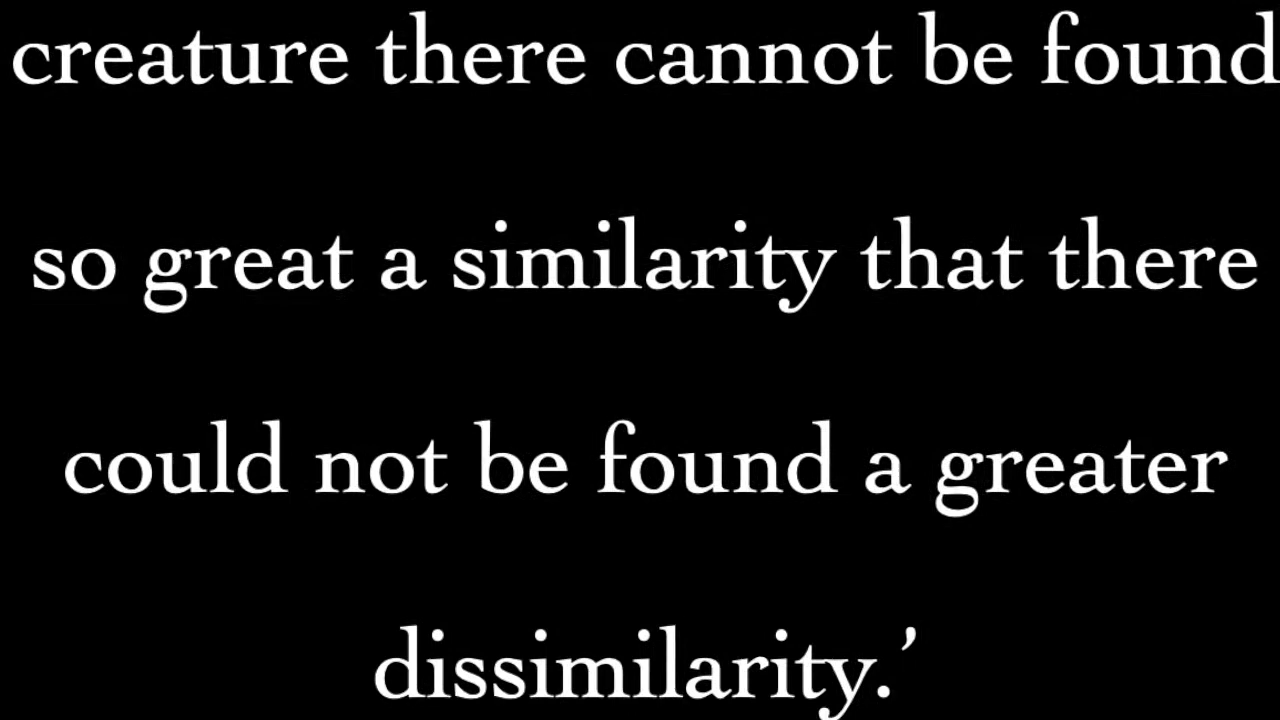 creature there cannot be found
so great a similarity that there
could not be found a greater
dissimilarity.’